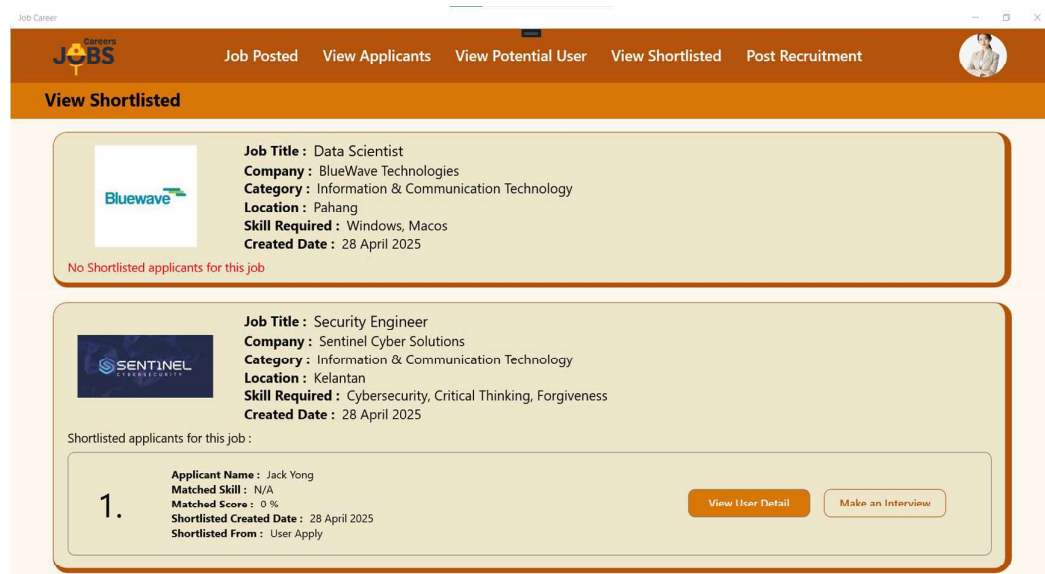 Job Career
Careers
JOBS
Job Posted View Applicants View Potential User View Shortlisted Post Recruitment
View Shortlisted
Bluewave
Job Title : Data Scientist
Company : BlueWave Technologies
Category : Information & Communication Technology
Location : Pahang
Skill Required : Windows, Macos
Created Date : 28 April 2025
No Shortlisted applicants for this job
SENTINEL
CYBERSECURITY
Job Title : Security Engineer
Company : Sentinel Cyber Solutions
Category : Information & Communication Technology
Location : Kelantan
Skill Required : Cybersecurity, Critical Thinking, Forgiveness
Created Date : 28 April 2025
Shortlisted applicants for this job :
1.
Applicant Name : Jack Yong
Matched Skill : N/A
Matched Score : 0 %
Shortlisted Created Date : 28 April 2025
Shortlisted From : User Apply
View User Detail Make an Interview